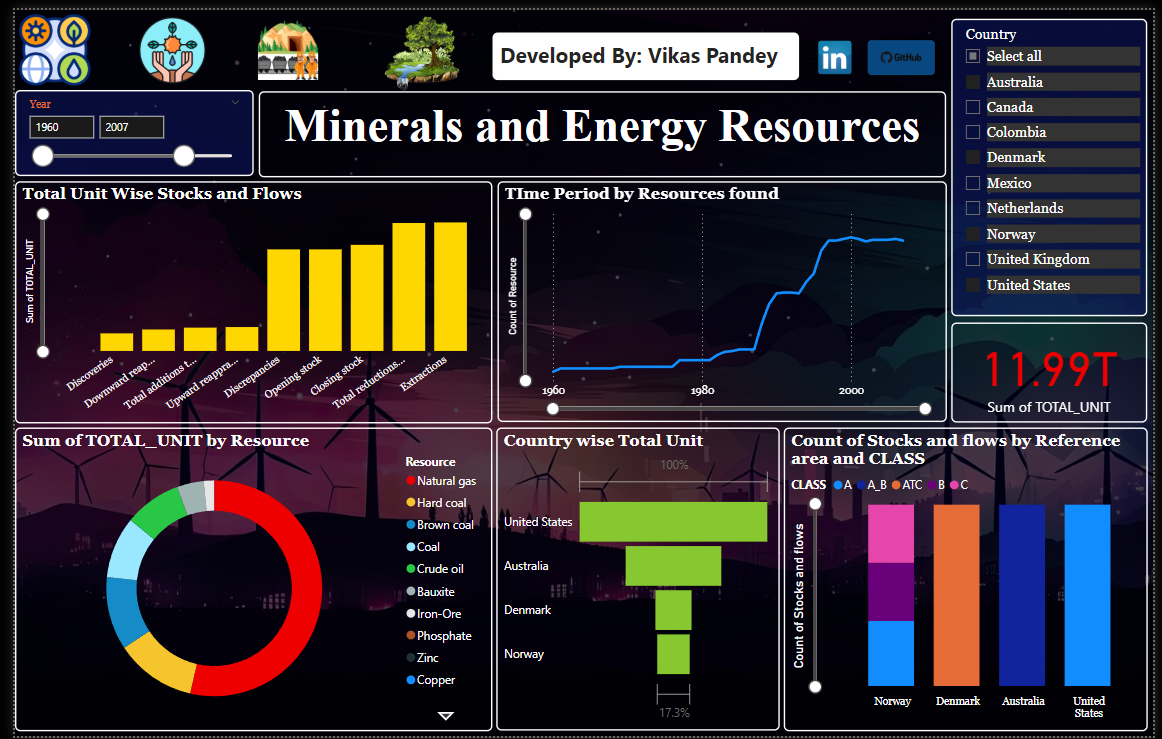 Developed By: Vikas Pandey
in
GitHub
Country
Select all
Australia
Canada
Colombia
Denmark
Mexico
Netherlands
Norway
United Kingdom
United States
Year
1960
2007
Minerals and Energy Resources
Total Unit Wise Stocks and Flows
Sum of TOTAL_UNIT
Discoveries
Downward reap...
Total additions t...
Upward reappra...
Discrepancies
Opening stock
Closing stock
Total reductions...
Extractions
TIme Period by Resources found
Count of Resource
1960
1980
2000
11.99T
Sum of TOTAL_UNIT
Sum of TOTAL_UNIT by Resource
Resource
Natural gas
Hard coal
Brown coal
Coal
Crude oil
Bauxite
Iron-Ore
Phosphate
Zinc
Copper
Country wise Total Unit
100%
United States
Australia
Denmark
Norway
17.3%
Count of Stocks and flows by Reference
area and CLASS
CLASS A A_B ATC B C
Count of Stocks and flows
Norway
Denmark
Australia
United
States